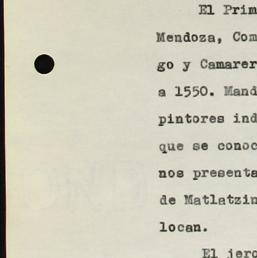 El Prim
Mendoza, Com
go y Camarer
a 1550. Mand
pintores ind
que se conoc
nos presenta
de Matlatzin
locan.
El jero